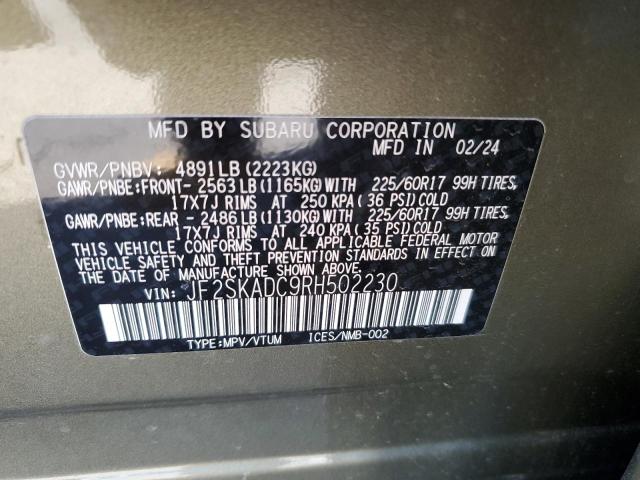 MFD BY SUBARU CORPORATION
MFD IN 02/24
GVWR/PNBV: 4891LB(2223KG)
GAWR/PNBE:FRONT- 2563LB(1165KG)WITH 225/60R17 99H TIRES,
17X7J RIMS AT 250 KPA( 36 PSI)COLD
GAWR/PNBE:REAR - 2486LB(1130KG)WITH 225/60R17 99H TIRES,
17X7J RIMS AT 240 KPA( 35 PSI)COLD
THIS VEHICLE CONFORMS TO ALL APPLICABLE FEDERAL MOTOR
VEHICLE SAFETY AND THEFT PREVENTION STANDARDS IN EFFECT ON
THE DATE OF MANUFACTURE SHOWN ABOVE.
VIN: JF2SKADC9RH502230
TYPE:MPV/VTUM ICES/NMB-002